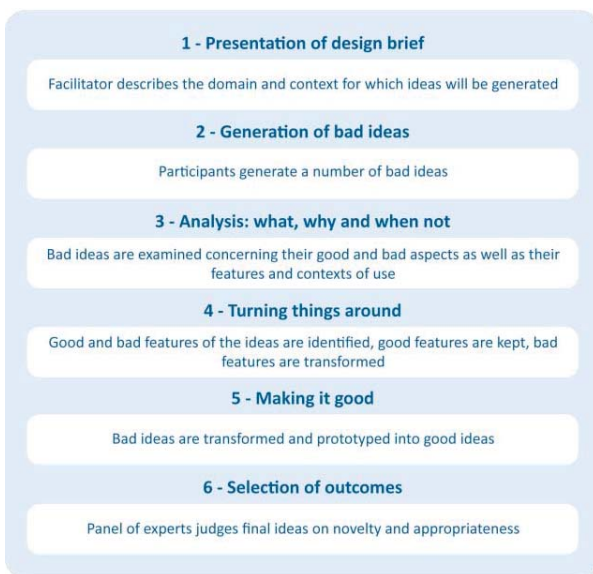 1 - Presentation of design brief
Facilitator describes the domain and context for which ideas will be generated
2 - Generation of bad ideas
Participants generate a number of bad ideas
3 - Analysis: what, why and when not
Bad ideas are examined concerning their good and bad aspects as well as their
features and contexts of use
4 - Turning things around
Good and bad features of the ideas are identified, good features are kept, bad
features are transformed
5 - Making it good
Bad ideas are transformed and prototyped into good ideas
6 - Selection of outcomes
Panel of experts judges final ideas on novelty and appropriateness